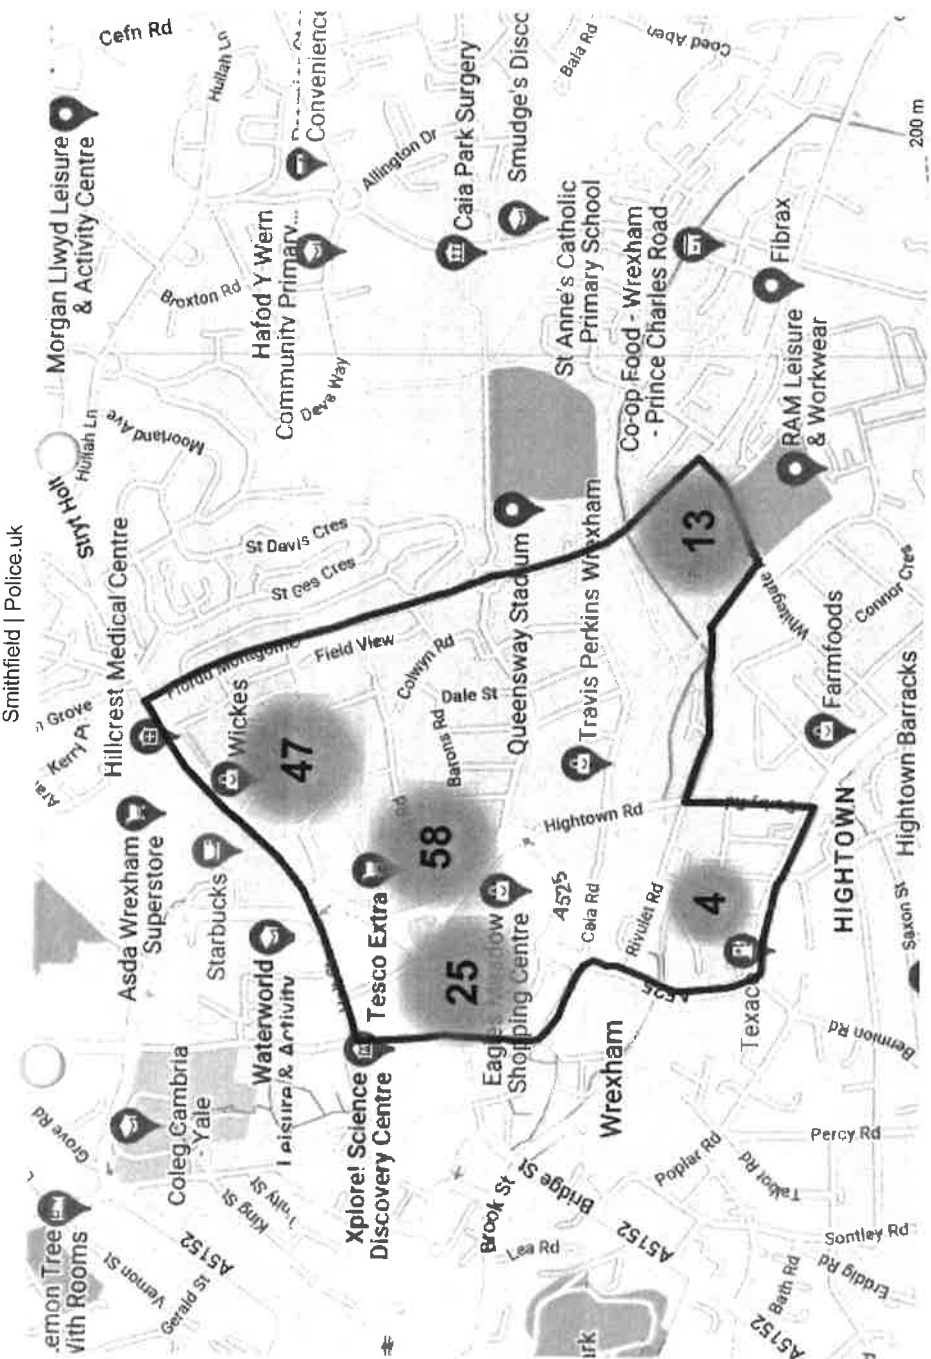 Smithfield | Police.uk
Cefn Rd
Hullah Ln
Morgan Llwyd Leisure
& Activity Centre
Convenience
Allington Dr
Caia Park Surgery
Smudge's Disco
Bala Rd
Coed Aben
200 m
Broxton Rd
Hafod Y Wern
Community Primary...
Deva Way
St Anne's Catholic
Primary School
Co-op Food - Wrexham
- Prince Charles Road
Fibrax
RAM Leisure
& Workwear
Hullah Ln
Moorland Ave
Holt
St Davids Cres
Cres
Hillcrest Medical Centre
Grove
Kerry Pl
Field View
Colwyn Rd
Dale St
Barons Rd
Queensway Stadium
Travis Perkins Wrexham
Whitegate
Connor Cres
Farmfoods
13
Wickes
47
58
Rd
Hightown Rd
Asda Wrexham
Superstore
Starbucks
Tesco Extra
A525
Caia Rd
Rivulet Rd
4
HIGHTOWN
Hightown Barracks
Saxon St
25
Eagles Meadow
Shopping Centre
Waterworld
Leisure & Activity
A525
Texaco
Wrexham
Bennion Rd
Coleg Cambria
Yale
Xplore! Science
Discovery Centre
Grove Rd
King St
Trinity St
Brook St
Bridge St
Poplar Rd
Talbot Rd
Percy Rd
Lemon Tree
With Rooms
Vernon St
Gerald St
A5152
Lea Rd
A5152
Sontley Rd
Erddig Rd
Bath Rd
A5152